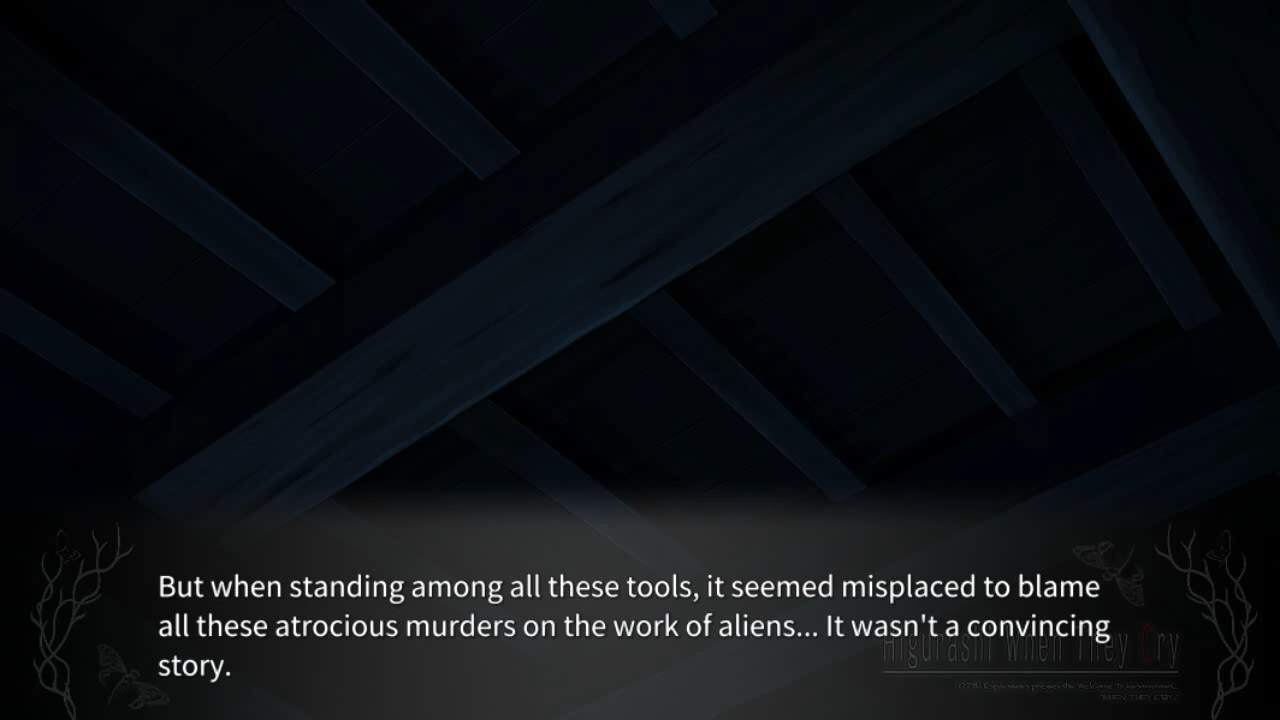 But when standing among all these tools, it seemed misplaced to blame
all these atrocious murders on the work of aliens... It wasn't a convincing
story.
Higurashi When They Cry